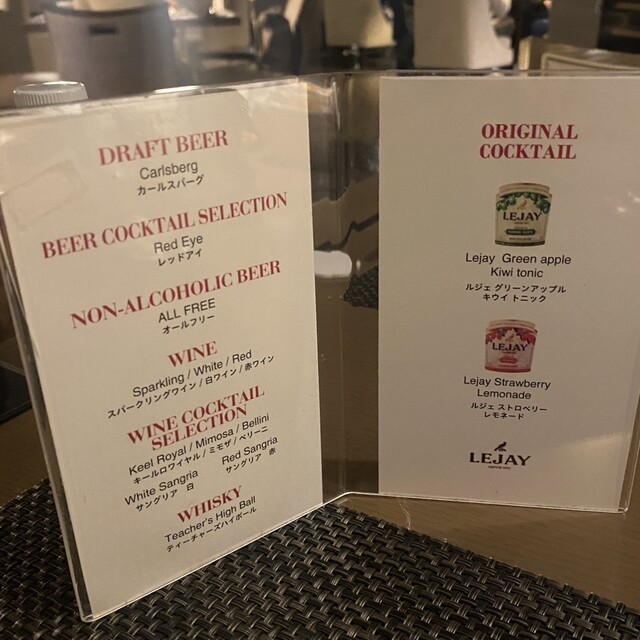 DRAFT BEER
Carlsberg
カールスバーグ
BEER COCKTAIL SELECTION
Red Eye
レッドアイ
NON-ALCOHOLIC BEER
ALL FREE
オールフリー
WINE
Sparkling / White / Red
スパークリングワイン / 白ワイン / 赤ワイン
WINE COCKTAIL
SELECTION
Keel Royal / Mimosa / Bellini
キールロワイヤル / ミモザ / ベリーニ
White Sangria Red Sangria
サングリア 白 サングリア 赤
WHISKY
Teacher's High Ball
ティーチャーズハイボール
ORIGINAL
COCKTAIL
LEJAY
Lejay Green apple
Kiwi tonic
ルジェ グリーンアップル
キウイ トニック
LEJAY
Lejay Strawberry
Lemonade
ルジェ ストロベリー
レモネード
LEJAY